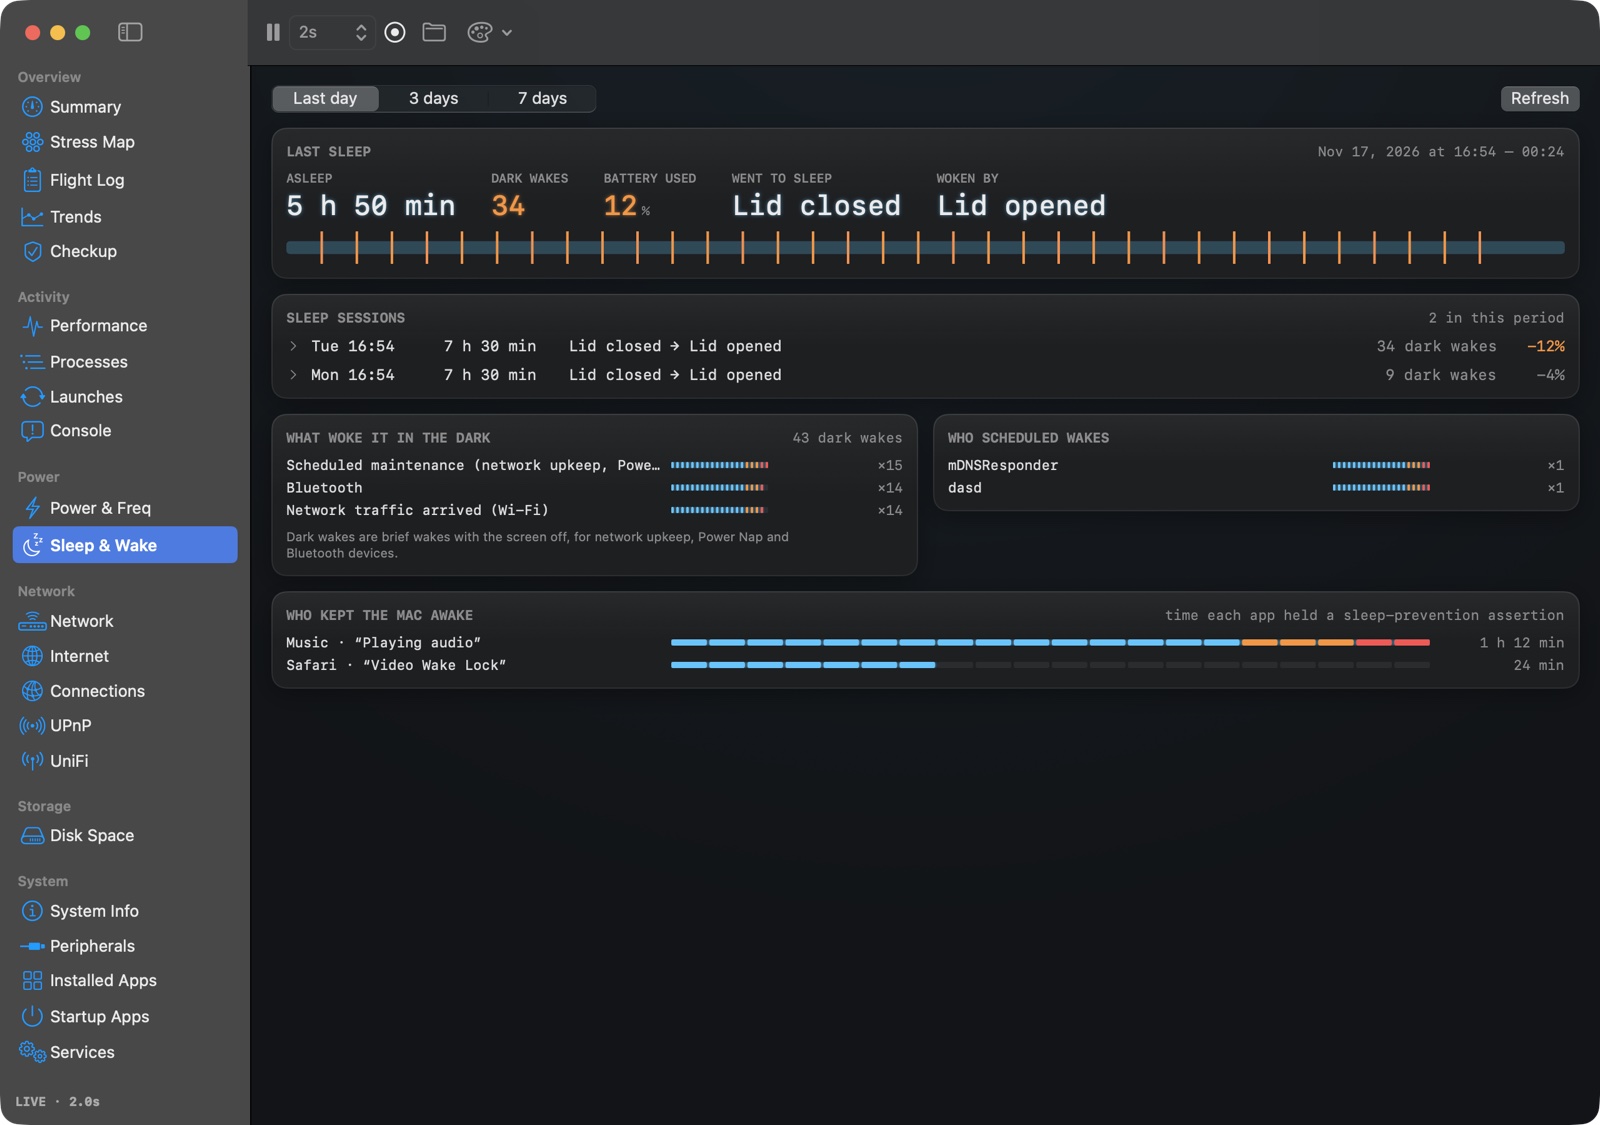 2s
Overview
Summary
Stress Map
Flight Log
Trends
Checkup
Activity
Performance
Processes
Launches
Console
Power
Power & Freq
Sleep & Wake
Network
Network
Internet
Connections
UPnP
UniFi
Storage
Disk Space
System
System Info
Peripherals
Installed Apps
Startup Apps
Services
LIVE · 2.0s
Last day 3 days 7 days Refresh
LAST SLEEP Nov 17, 2026 at 16:54 – 00:24
ASLEEP DARK WAKES BATTERY USED WENT TO SLEEP WOKEN BY
5 h 50 min 34 12 % Lid closed Lid opened
SLEEP SESSIONS 2 in this period
Tue 16:54 7 h 30 min Lid closed → Lid opened 34 dark wakes −12%
Mon 16:54 7 h 30 min Lid closed → Lid opened 9 dark wakes −4%
WHAT WOKE IT IN THE DARK 43 dark wakes
Scheduled maintenance (network upkeep, Powe… ×15
Bluetooth ×14
Network traffic arrived (Wi-Fi) ×14
Dark wakes are brief wakes with the screen off, for network upkeep, Power Nap and
Bluetooth devices.
WHO SCHEDULED WAKES
mDNSResponder ×1
dasd ×1
WHO KEPT THE MAC AWAKE time each app held a sleep-prevention assertion
Music · “Playing audio” 1 h 12 min
Safari · “Video Wake Lock” 24 min